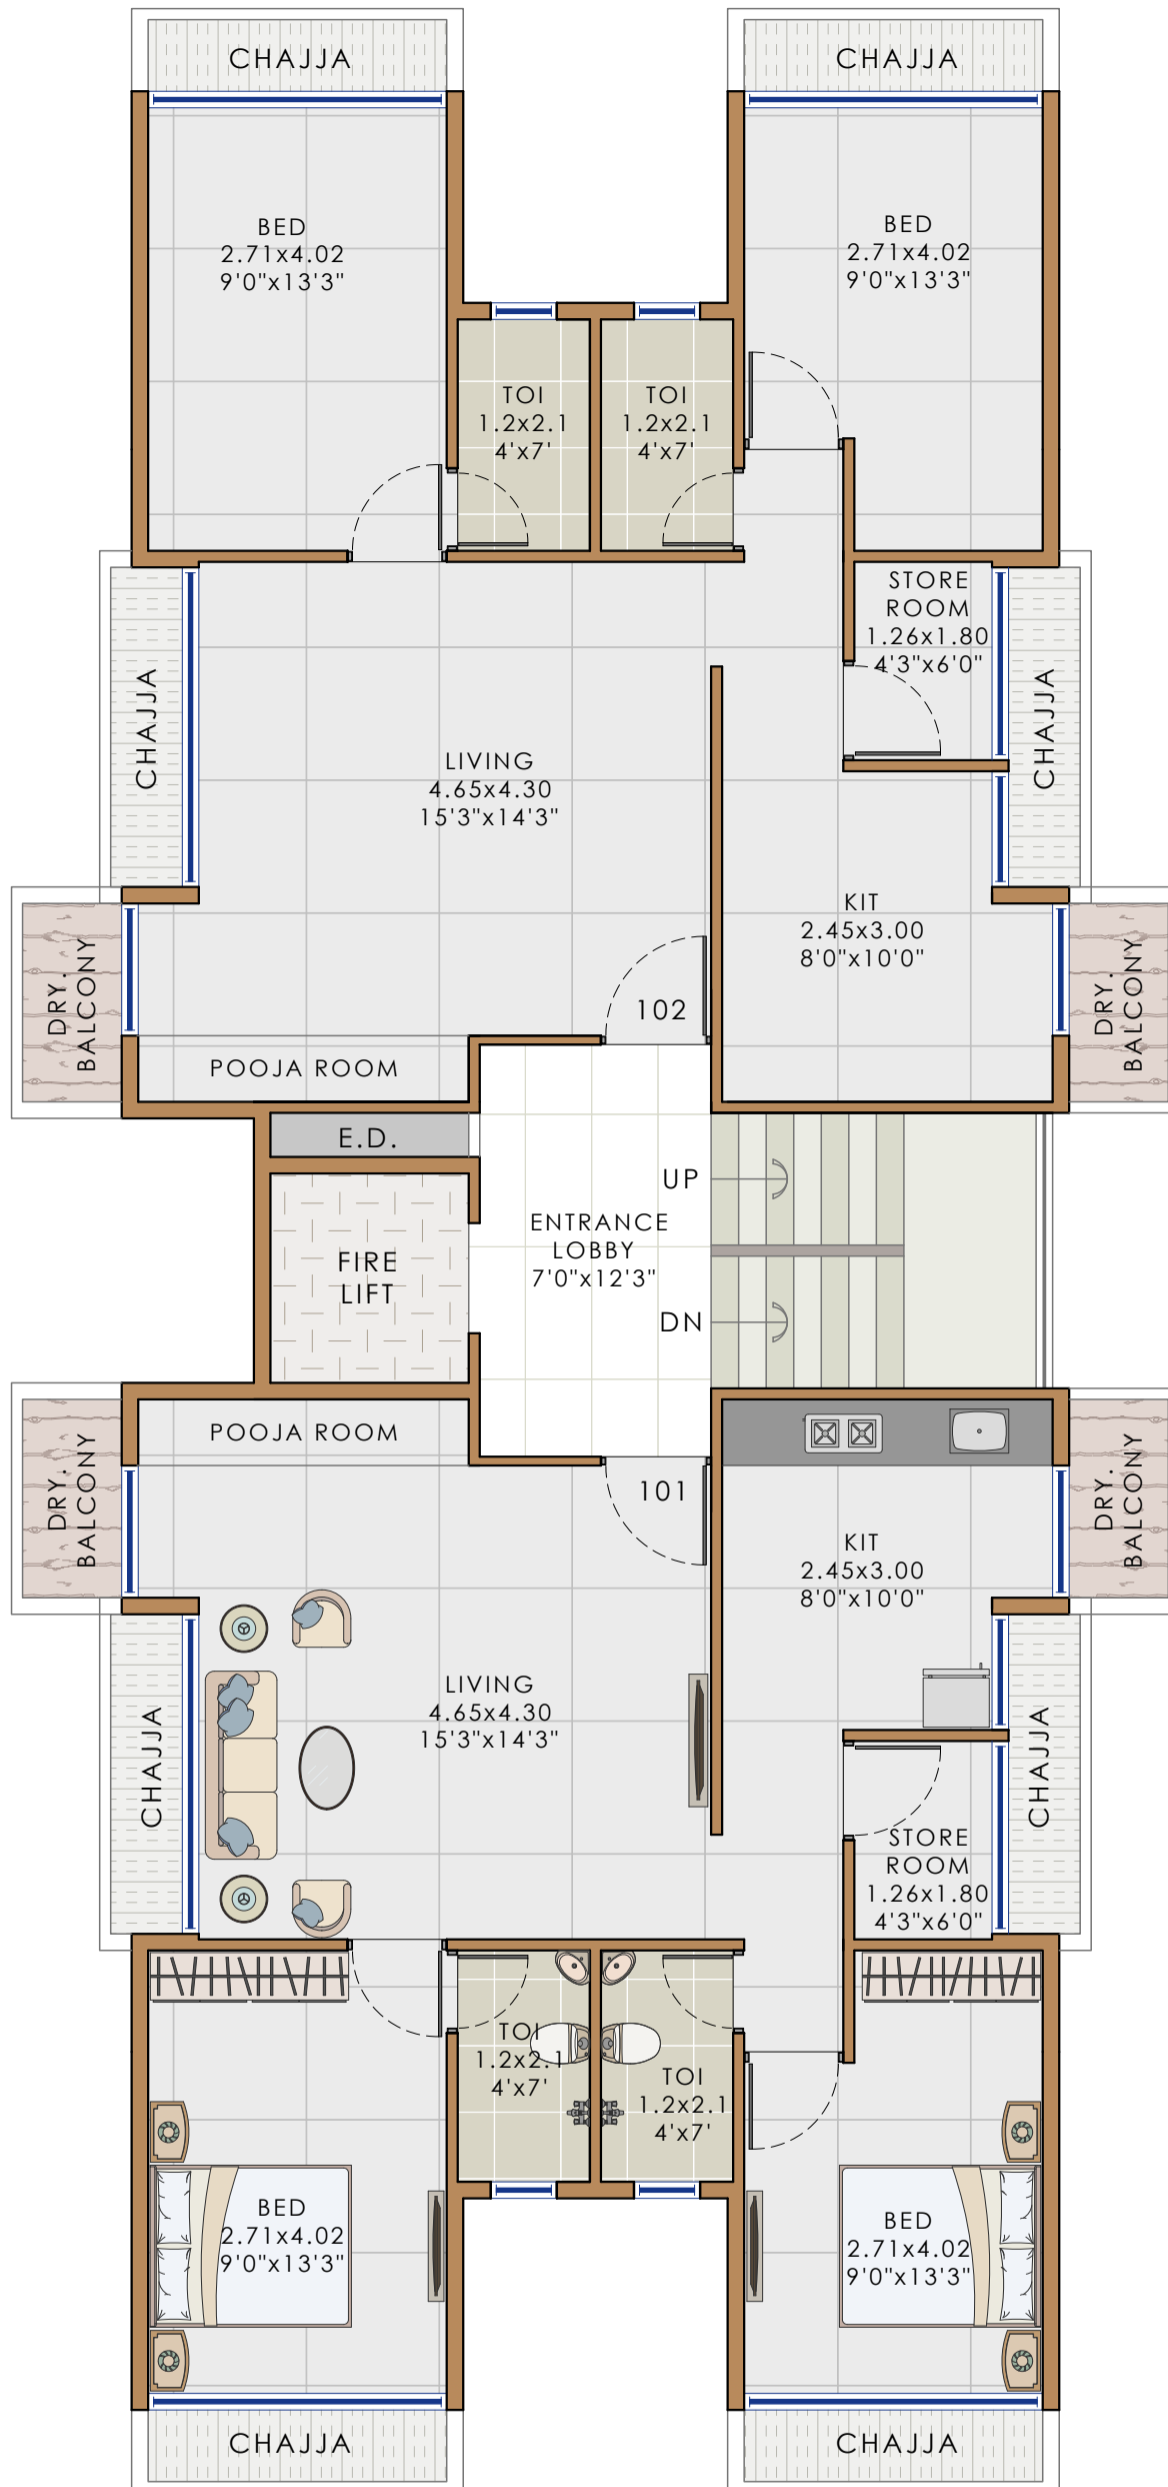 CHAJJA
CHAJJA
BED
2.71x4.02
9'0"x13'3"
BED
2.71x4.02
9'0"x13'3"
TOI
1.2x2.1
4'x7'
TOI
1.2x2.1
4'x7'
STORE
ROOM
1.26x1.80
4'3"x6'0"
CHAJJA
CHAJJA
LIVING
4.65x4.30
15'3"x14'3"
KIT
2.45x3.00
8'0"x10'0"
DRY.
BALCONY
DRY.
BALCONY
102
POOJA ROOM
E.D.
UP
ENTRANCE
LOBBY
7'0"x12'3"
FIRE
LIFT
DN
POOJA ROOM
101
DRY.
BALCONY
DRY.
BALCONY
KIT
2.45x3.00
8'0"x10'0"
LIVING
4.65x4.30
15'3"x14'3"
CHAJJA
CHAJJA
STORE
ROOM
1.26x1.80
4'3"x6'0"
TOI
1.2x2.1
4'x7'
TOI
1.2x2.1
4'x7'
BED
2.71x4.02
9'0"x13'3"
BED
2.71x4.02
9'0"x13'3"
CHAJJA
CHAJJA